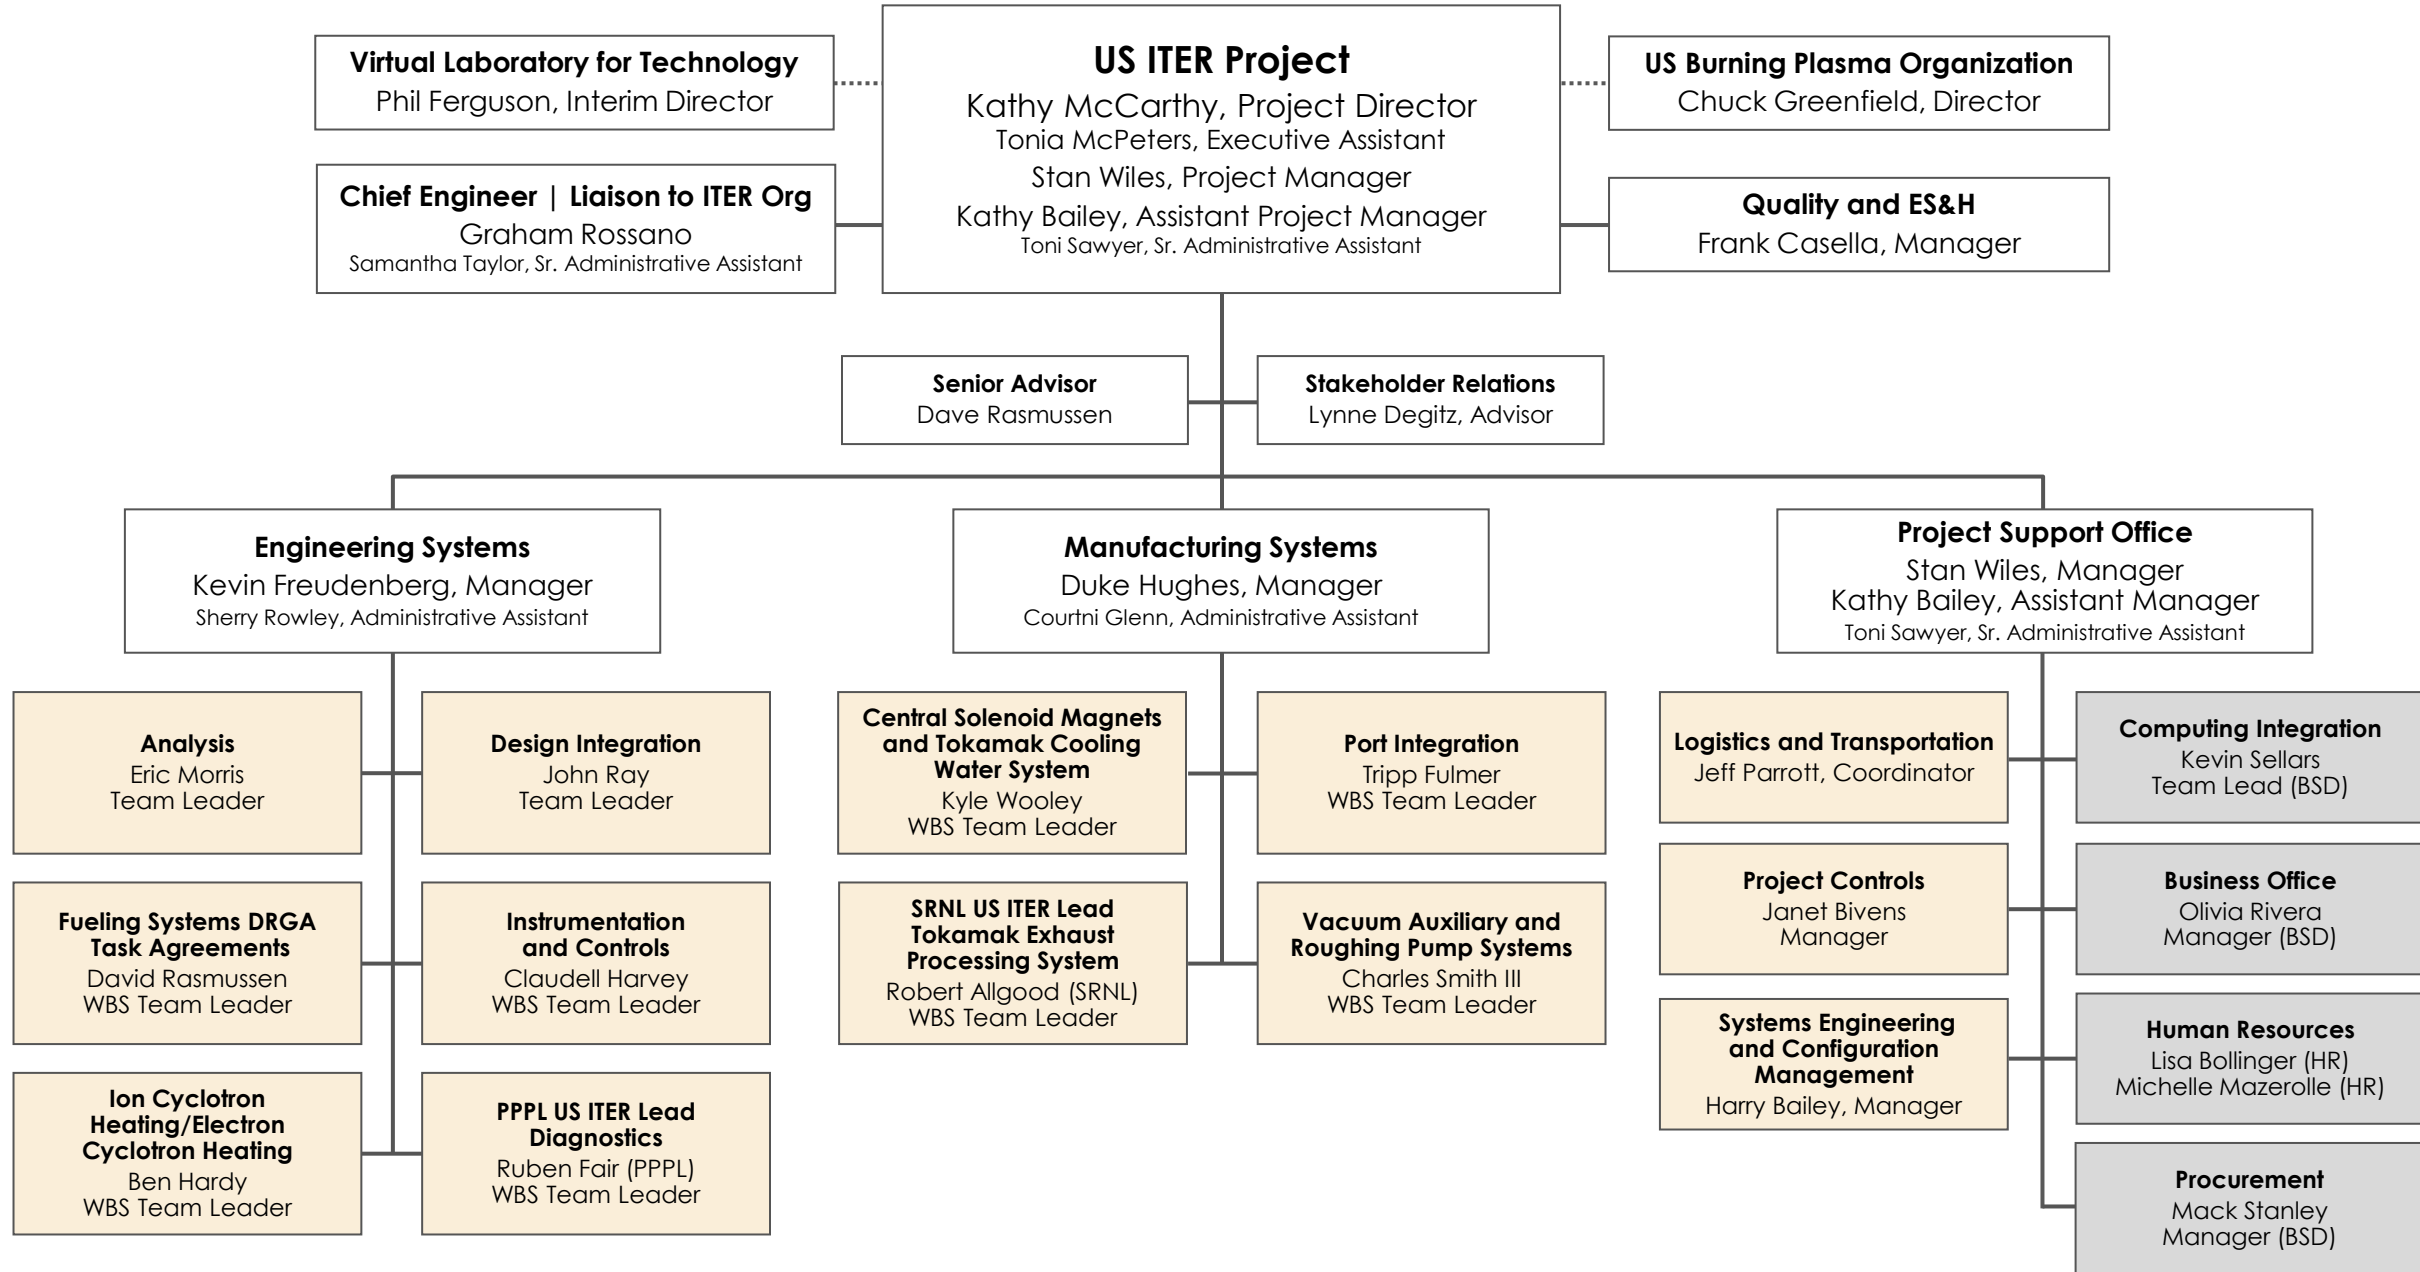 Virtual Laboratory for Technology
Phil Ferguson, Interim Director
US ITER Project
Kathy McCarthy, Project Director
Tonia McPeters, Executive Assistant
Stan Wiles, Project Manager
Kathy Bailey, Assistant Project Manager
Toni Sawyer, Sr. Administrative Assistant
US Burning Plasma Organization
Chuck Greenfield, Director
Chief Engineer | Liaison to ITER Org
Graham Rossano
Samantha Taylor, Sr. Administrative Assistant
Quality and ES&H
Frank Casella, Manager
Senior Advisor
Dave Rasmussen
Stakeholder Relations
Lynne Degitz, Advisor
Engineering Systems
Kevin Freudenberg, Manager
Sherry Rowley, Administrative Assistant
Manufacturing Systems
Duke Hughes, Manager
Courtni Glenn, Administrative Assistant
Project Support Office
Stan Wiles, Manager
Kathy Bailey, Assistant Manager
Toni Sawyer, Sr. Administrative Assistant
Analysis
Eric Morris
Team Leader
Design Integration
John Ray
Team Leader
Fueling Systems DRGA
Task Agreements
David Rasmussen
WBS Team Leader
Instrumentation
and Controls
Claudell Harvey
WBS Team Leader
Ion Cyclotron
Heating/Electron
Cyclotron Heating
Ben Hardy
WBS Team Leader
PPPL US ITER Lead
Diagnostics
Ruben Fair (PPPL)
WBS Team Leader
Central Solenoid Magnets
and Tokamak Cooling
Water System
Kyle Wooley
WBS Team Leader
Port Integration
Tripp Fulmer
WBS Team Leader
SRNL US ITER Lead
Tokamak Exhaust
Processing System
Robert Allgood (SRNL)
WBS Team Leader
Vacuum Auxiliary and
Roughing Pump Systems
Charles Smith III
WBS Team Leader
Logistics and Transportation
Jeff Parrott, Coordinator
Computing Integration
Kevin Sellars
Team Lead (BSD)
Project Controls
Janet Bivens
Manager
Business Office
Olivia Rivera
Manager (BSD)
Systems Engineering
and Configuration
Management
Harry Bailey, Manager
Human Resources
Lisa Bollinger (HR)
Michelle Mazerolle (HR)
Procurement
Mack Stanley
Manager (BSD)